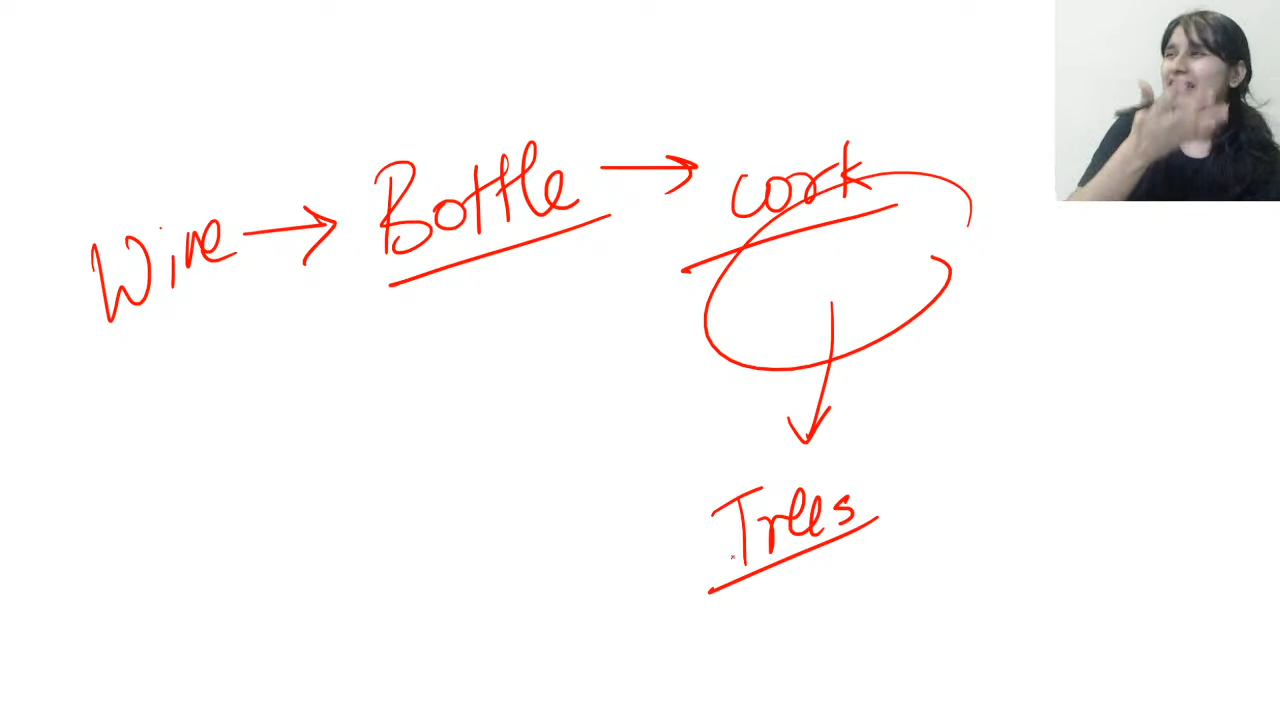 Wine → Bottle → cork
Trees